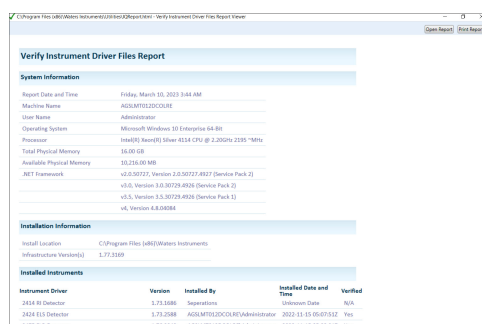 C:\Program Files (x86)\Waters Instruments\Utilities\IQReport.html - Verify Instrument Driver Files Report Viewer
Open Report Print Report
Verify Instrument Driver Files Report
System Information
Report Date and Time Friday, March 10, 2023 3:44 AM
Machine Name AGSLMT012DCOLRE
User Name Administrator
Operating System Microsoft Windows 10 Enterprise 64-Bit
Processor Intel(R) Xeon(R) Silver 4114 CPU @ 2.20GHz 2195 ~MHz
Total Physical Memory 16.00 GB
Available Physical Memory 10,216.00 MB
.NET Framework v2.0.50727, Version 2.0.50727.4927 (Service Pack 2)
v3.0, Version 3.0.30729.4926 (Service Pack 2)
v3.5, Version 3.5.30729.4926 (Service Pack 1)
v4, Version 4.8.04084
Installation Information
Install Location C:\Program Files (x86)\Waters Instruments
Infrastructure Version(s) 1.77.3169
Installed Instruments
Instrument Driver Version Installed By Installed Date and Time Verified
2414 RI Detector 1.73.1686 Seperations Unknown Date N/A
2424 ELS Detector 1.73.2588 AGSLMT012DCOLRE\Administrator 2022-11-15 05:07:51Z Yes